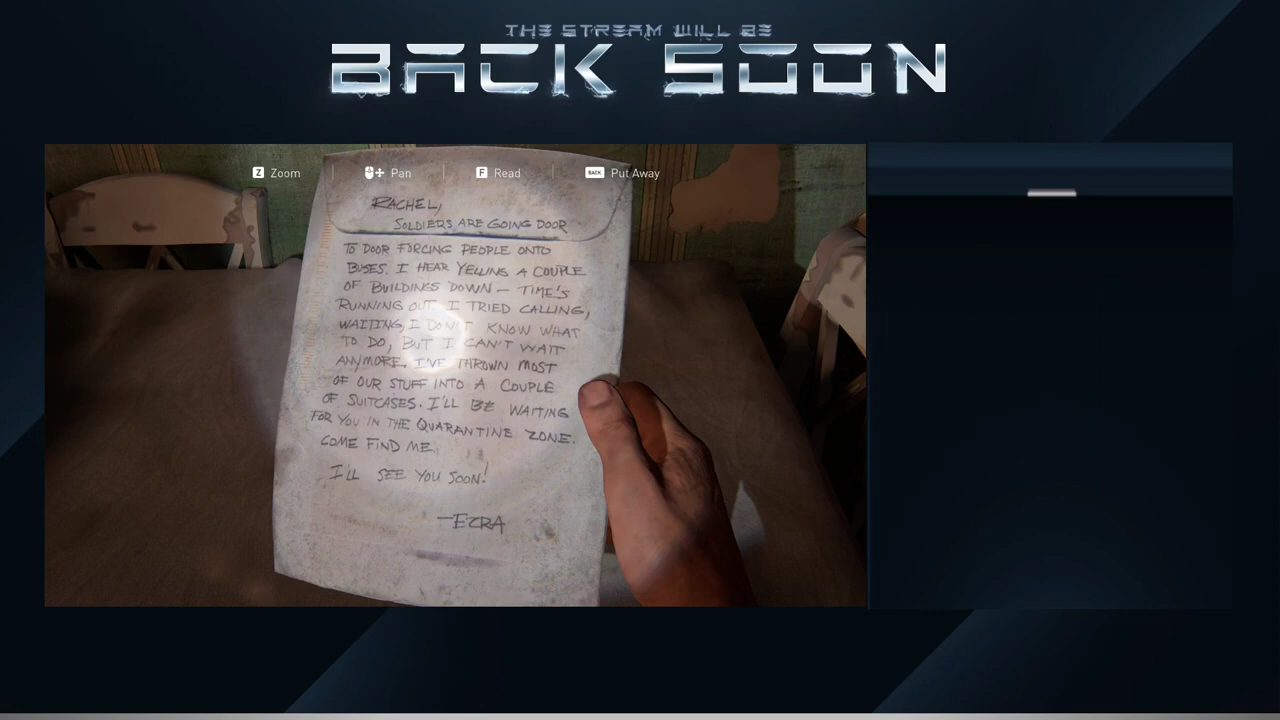 THE STREAM WILL BE
BACK SOON
Z Zoom
Pan
F Read
BACK Put Away
RACHEL,
SOLDIERS ARE GOING DOOR
TO DOOR FORCING PEOPLE ONTO
BUSES. I HEAR YELLING A COUPLE
OF BUILDINGS DOWN — TIME'S
RUNNING OUT. I TRIED CALLING,
WAITING, I DON'T KNOW WHAT
TO DO, BUT I CAN'T WAIT
ANYMORE. I'VE THROWN MOST
OF OUR STUFF INTO A COUPLE
OF SUITCASES. I'LL BE WAITING
FOR YOU IN THE QUARANTINE ZONE.
COME FIND ME.
I'LL SEE YOU SOON!
—EZRA